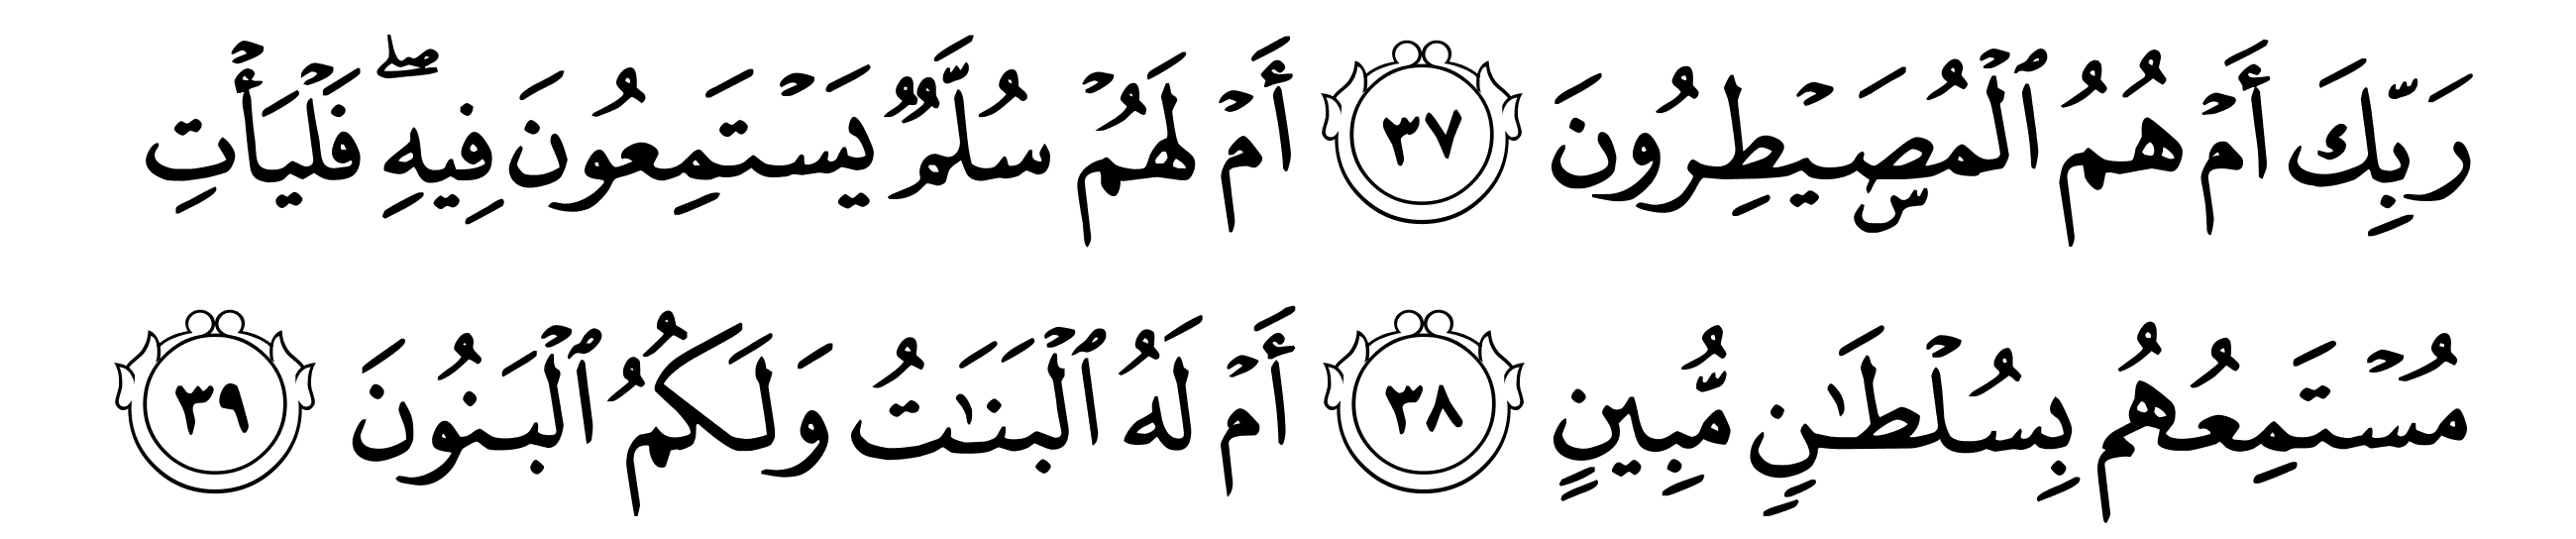 رَبِّكَ أَمۡ هُمُ ٱلۡمُصَۜيۡطِرُونَ ٣٧ أَمۡ لَهُمۡ سُلَّمٞ يَسۡتَمِعُونَ فِيهِۖ فَلۡيَأۡتِ
مُسۡتَمِعُهُم بِسُلۡطَٰنٖ مُّبِينٍ ٣٨ أَمۡ لَهُ ٱلۡبَنَٰتُ وَلَكُمُ ٱلۡبَنُونَ ٣٩